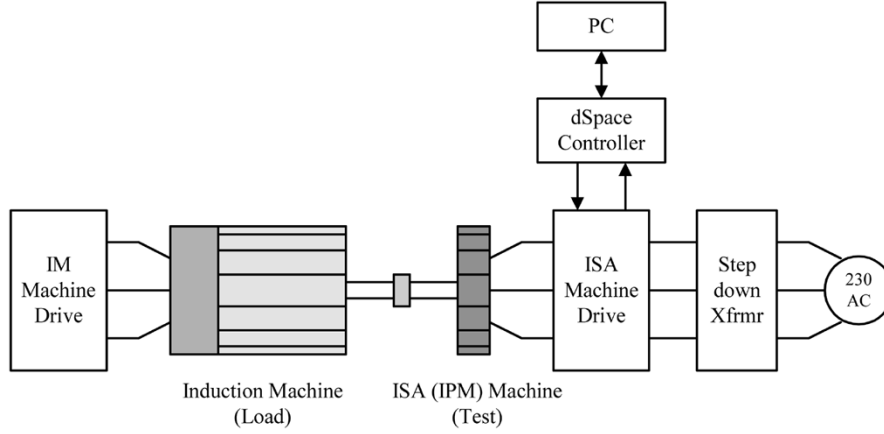 PC
dSpace
Controller
IM
Machine
Drive
ISA
Machine
Drive
Step
down
Xfrmr
230
AC
Induction Machine
(Load)
ISA (IPM) Machine
(Test)